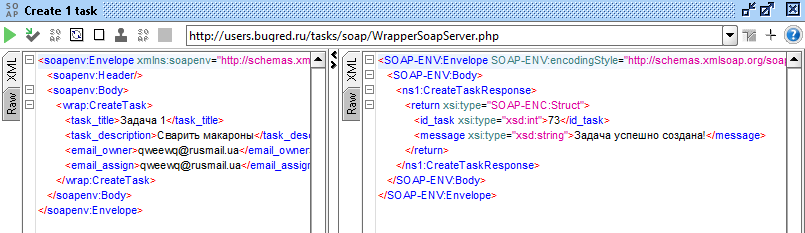 SO
AP
Create 1 task
http://users.buqred.ru/tasks/soap/WrapperSoapServer.php
XML
Raw
<soapenv:Envelope xmlns:soapenv="http://schemas.xm
<soapenv:Header/>
<soapenv:Body>
<wrap:CreateTask>
<task_title>Задача 1</task_title>
<task_description>Сварить макароны</task_des
<email_owner>qweewq@rusmail.ua</email_owner
<email_assign>qweewq@rusmail.ua</email_assig
</wrap:CreateTask>
</soapenv:Body>
</soapenv:Envelope>
XML
Raw
<SOAP-ENV:Envelope SOAP-ENV:encodingStyle="http://schemas.xmlsoap.org/soa
<SOAP-ENV:Body>
<ns1:CreateTaskResponse>
<return xsi:type="SOAP-ENC:Struct">
<id_task xsi:type="xsd:int">73</id_task>
<message xsi:type="xsd:string">Задача успешно создана!</message>
</return>
</ns1:CreateTaskResponse>
</SOAP-ENV:Body>
</SOAP-ENV:Envelope>